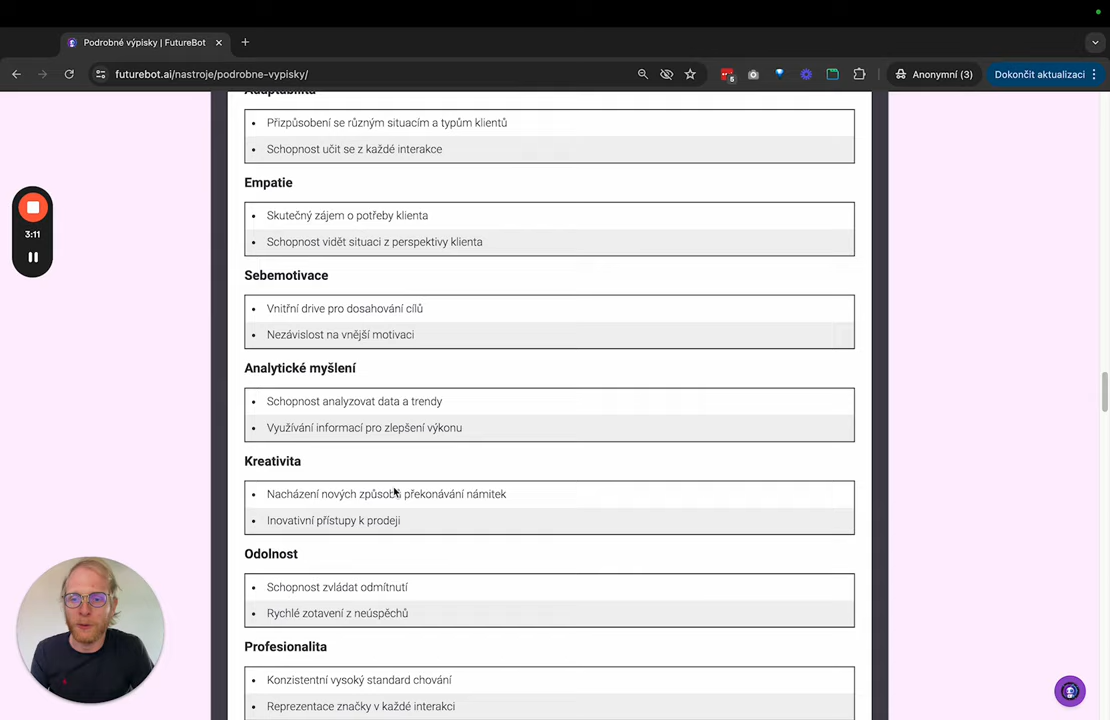 Podrobné výpisky | FutureBot
futurebot.ai/nastroje/podrobne-vypisky/
5
Anonymní (3)
Dokončit aktualizaci
Adaptabilita
• Přizpůsobení se různým situacím a typům klientů
• Schopnost učit se z každé interakce
Empatie
• Skutečný zájem o potřeby klienta
• Schopnost vidět situaci z perspektivy klienta
Sebemotivace
3:11
• Vnitřní drive pro dosahování cílů
• Nezávislost na vnější motivaci
Analytické myšlení
• Schopnost analyzovat data a trendy
• Využívání informací pro zlepšení výkonu
Kreativita
• Nacházení nových způsobů překonávání námitek
• Inovativní přístupy k prodeji
Odolnost
• Schopnost zvládat odmítnutí
• Rychlé zotavení z neúspěchů
Profesionalita
• Konzistentní vysoký standard chování
• Reprezentace značky v každé interakci